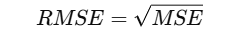 RMSE = √MSE